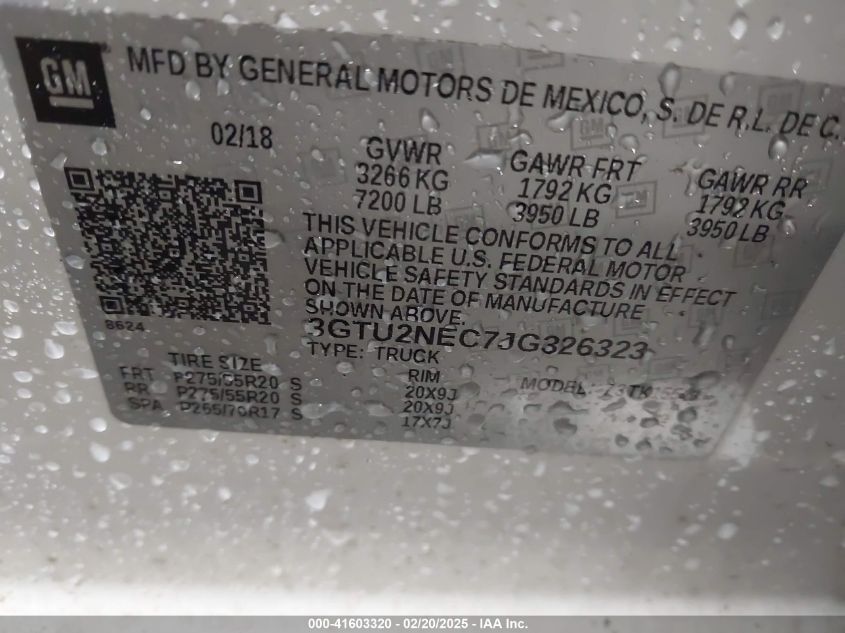 GM
MFD BY GENERAL MOTORS DE MEXICO, S. DE R.L. DE C.
02/18
GVWR
3266 KG
7200 LB
GAWR FRT
1792 KG
3950 LB
GAWR RR
1792 KG
3950 LB
THIS VEHICLE CONFORMS TO ALL
APPLICABLE U.S. FEDERAL MOTOR
VEHICLE SAFETY STANDARDS IN EFFECT
ON THE DATE OF MANUFACTURE
SHOWN ABOVE.
8624
3GTU2NEC7JG326323
TYPE: TRUCK
TIRE SIZE RIM
FRT P275/55R20 S 20X9J
RR P275/55R20 S 20X9J
SPA P265/70R17 S 17X7J
MODEL:
000-41603320 - 02/20/2025 - IAA Inc.